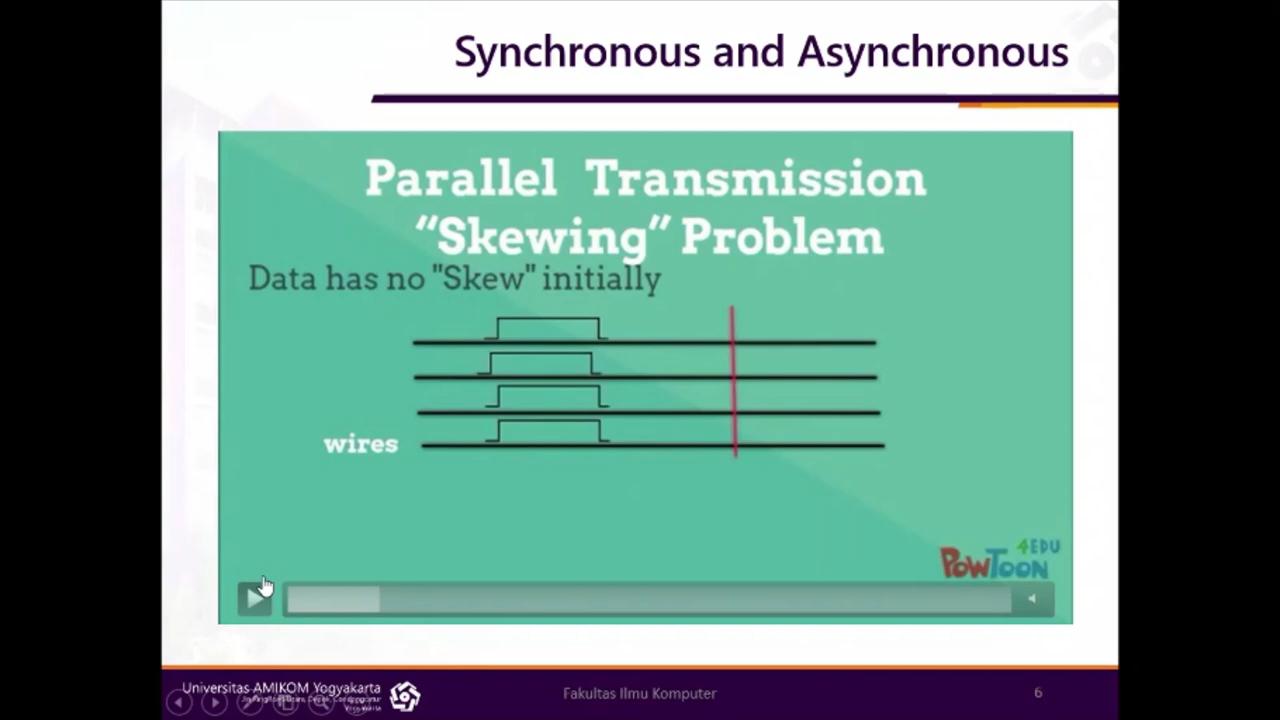 Synchronous and Asynchronous
Parallel Transmission
“Skewing” Problem
Data has no "Skew" initially
wires
4EDU
POWTOON
Universitas AMIKOM Yogyakarta
Yogyakarta
Fakultas Ilmu Komputer
6